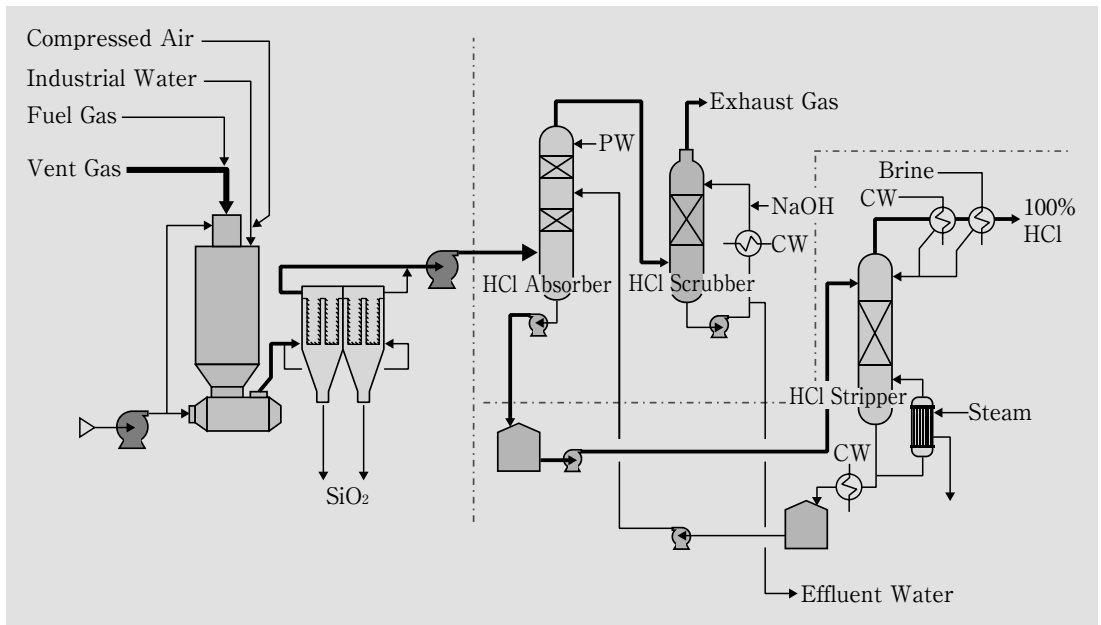 Compressed Air
Industrial Water
Fuel Gas
Vent Gas
SiO₂
Exhaust Gas
PW
NaOH
CW
HCl Absorber
HCl Scrubber
Brine
CW
100%
HCl
HCl Stripper
Steam
CW
Effluent Water